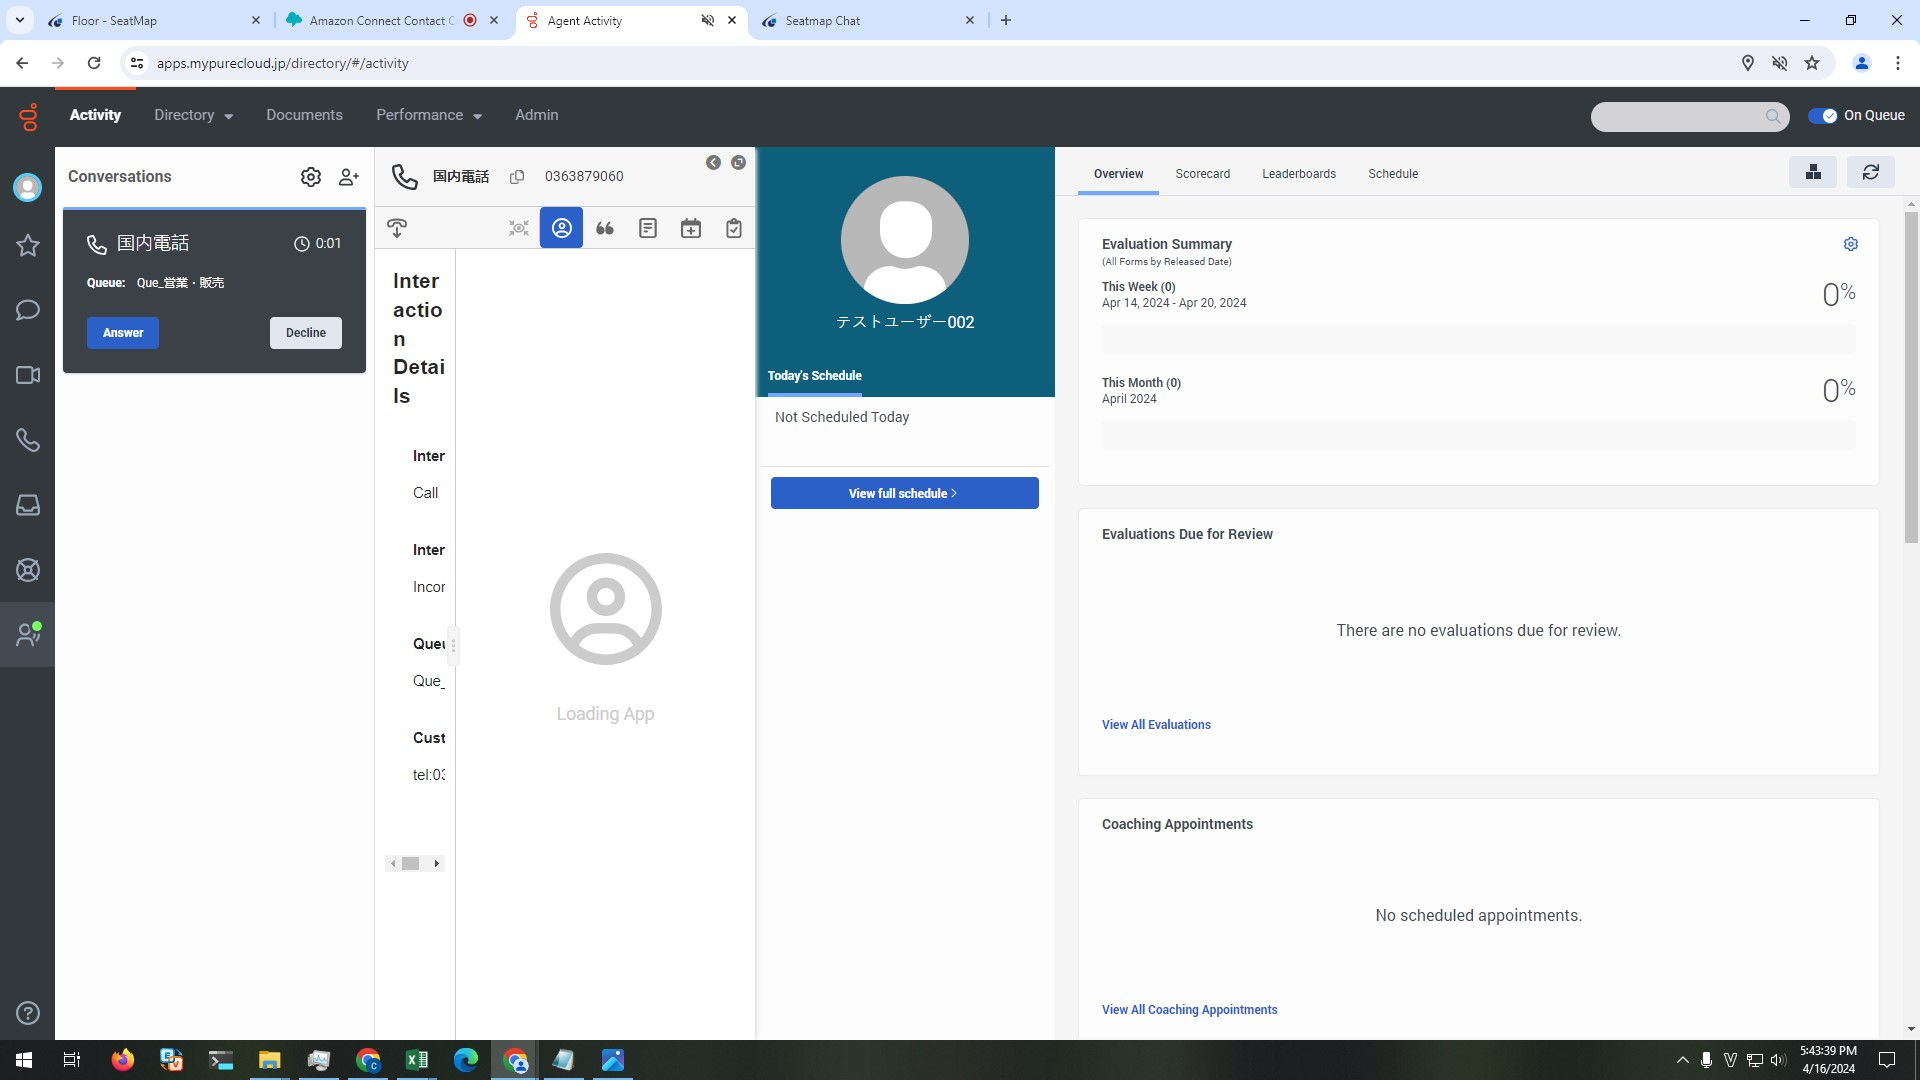 Floor - SeatMap
Amazon Connect Contact C
Agent Activity
Seatmap Chat
apps.mypurecloud.jp/directory/#/activity
Activity
Directory
Documents
Performance
Admin
On Queue
Conversations
国内電話
0:01
Queue: Que_営業・販売
Answer
Decline
国内電話
0363879060
Inter
actio
n
Detai
ls
Inter
Call
Inter
Incor
Queu
Que_
Cust
tel:03
Loading App
テストユーザー002
Today's Schedule
Not Scheduled Today
View full schedule
Overview
Scorecard
Leaderboards
Schedule
Evaluation Summary
(All Forms by Released Date)
This Week (0)
Apr 14, 2024 - Apr 20, 2024
0%
This Month (0)
April 2024
0%
Evaluations Due for Review
There are no evaluations due for review.
View All Evaluations
Coaching Appointments
No scheduled appointments.
View All Coaching Appointments
5:43:39 PM
4/16/2024